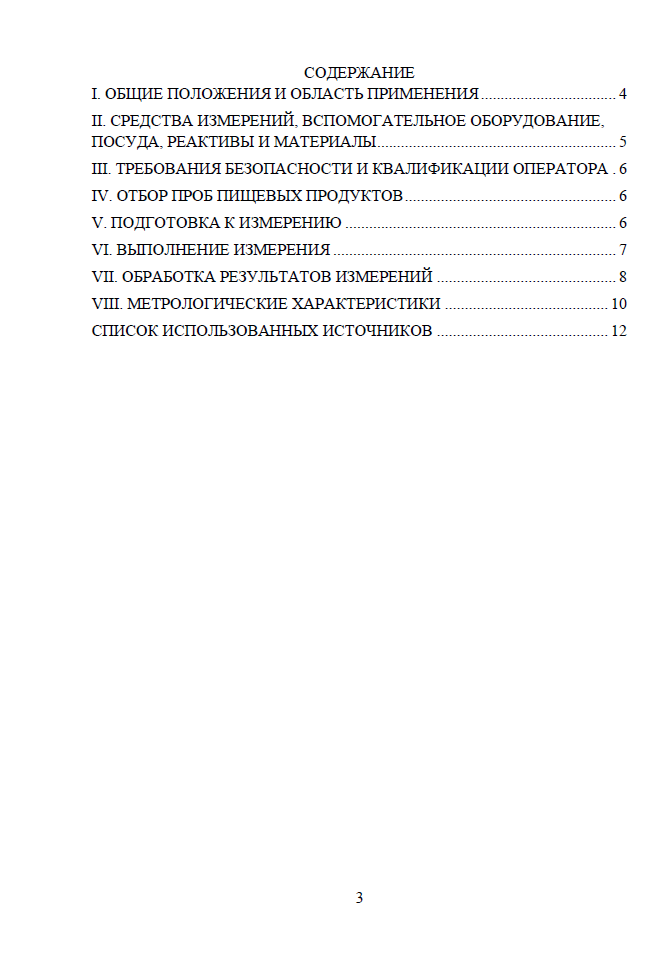 СОДЕРЖАНИЕ
I. ОБЩИЕ ПОЛОЖЕНИЯ И ОБЛАСТЬ ПРИМЕНЕНИЯ.................................. 4
II. СРЕДСТВА ИЗМЕРЕНИЙ, ВСПОМОГАТЕЛЬНОЕ ОБОРУДОВАНИЕ,
ПОСУДА, РЕАКТИВЫ И МАТЕРИАЛЫ............................................................ 5
III. ТРЕБОВАНИЯ БЕЗОПАСНОСТИ И КВАЛИФИКАЦИИ ОПЕРАТОРА . 6
IV. ОТБОР ПРОБ ПИЩЕВЫХ ПРОДУКТОВ..................................................... 6
V. ПОДГОТОВКА К ИЗМЕРЕНИЮ .................................................................... 6
VI. ВЫПОЛНЕНИЕ ИЗМЕРЕНИЯ ....................................................................... 7
VII. ОБРАБОТКА РЕЗУЛЬТАТОВ ИЗМЕРЕНИЙ ............................................. 8
VIII. МЕТРОЛОГИЧЕСКИЕ ХАРАКТЕРИСТИКИ ......................................... 10
СПИСОК ИСПОЛЬЗОВАННЫХ ИСТОЧНИКОВ ........................................... 12
3